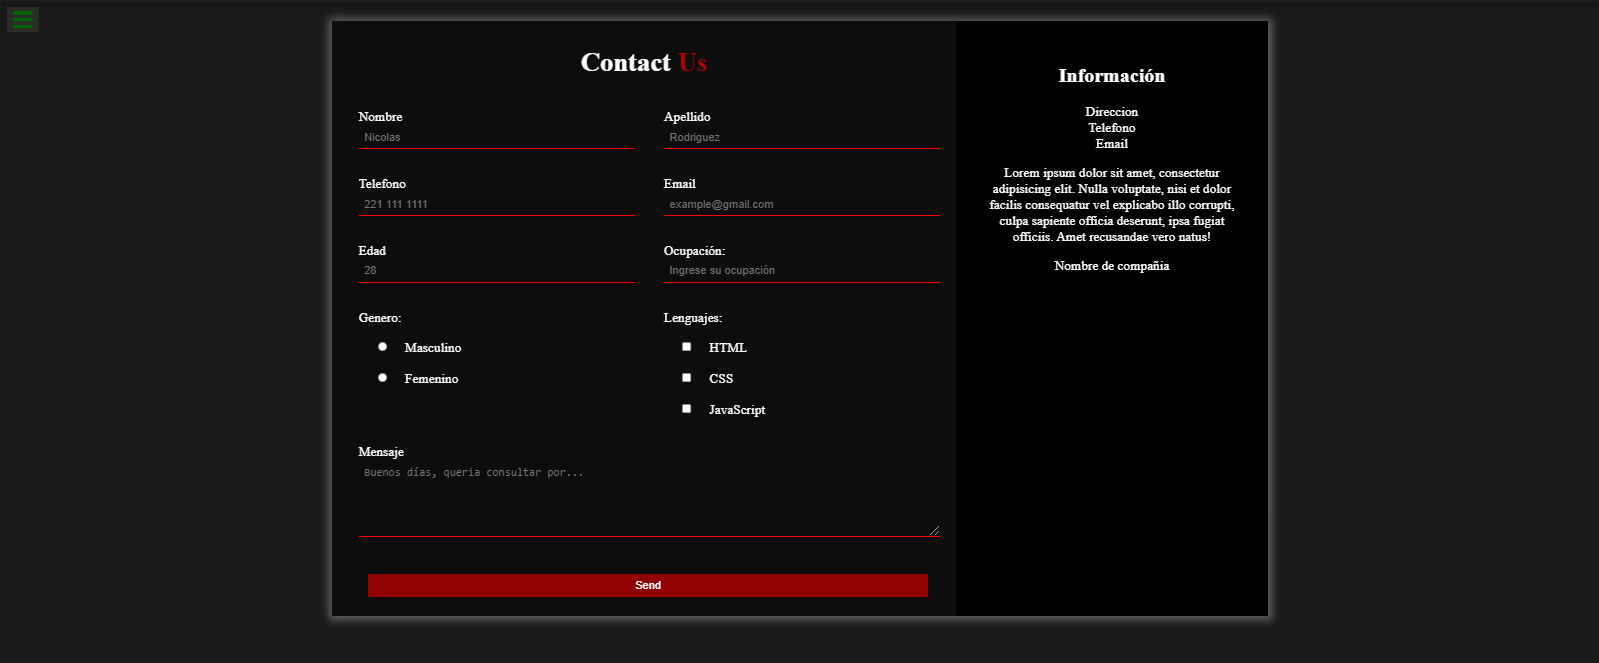 Contact Us
Nombre
Nicolas
Apellido
Rodriguez
Telefono
221 111 1111
Email
example@gmail.com
Edad
28
Ocupación:
Ingrese su ocupación
Genero:
Masculino
Femenino
Lenguajes:
HTML
CSS
JavaScript
Mensaje
Buenos días, queria consultar por...
Send
Información
Direccion
Telefono
Email
Lorem ipsum dolor sit amet, consectetur
adipisicing elit. Nulla voluptate, nisi et dolor
facilis consequatur vel explicabo illo corrupti,
culpa sapiente officia deserunt, ipsa fugiat
officiis. Amet recusandae vero natus!
Nombre de compañia